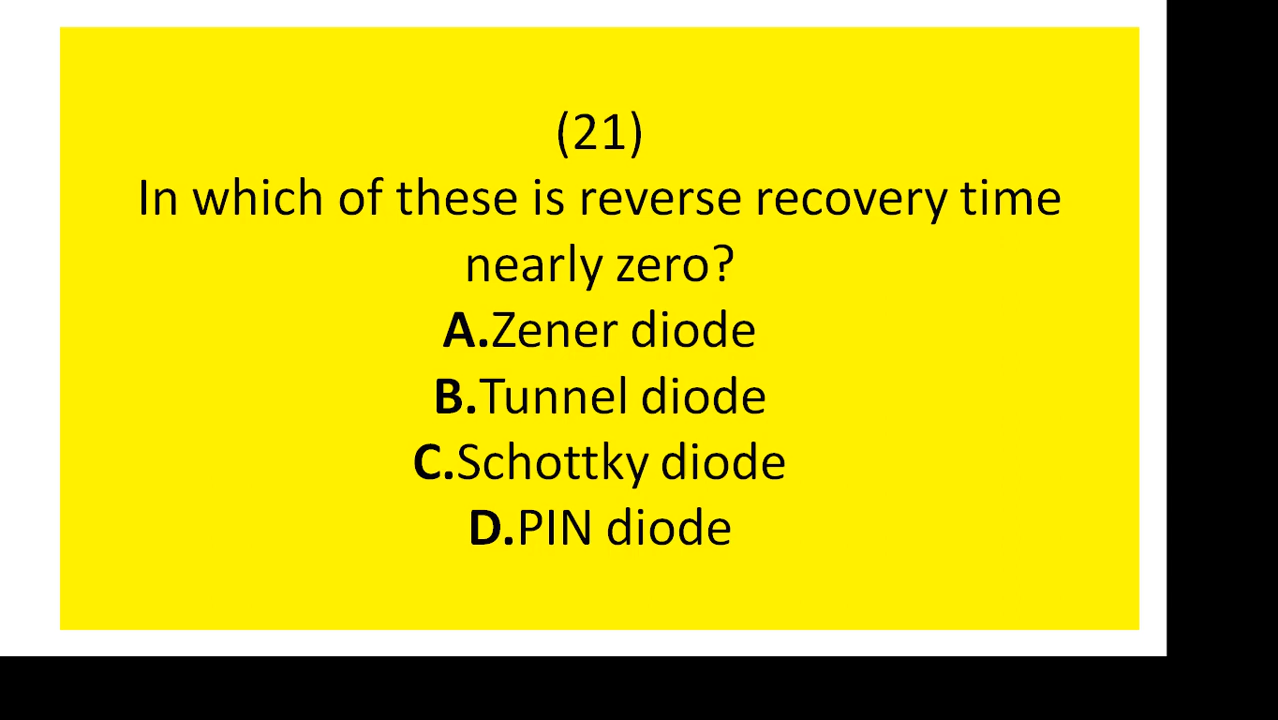 (21)
In which of these is reverse recovery time
nearly zero?
A.Zener diode
B.Tunnel diode
C.Schottky diode
D.PIN diode